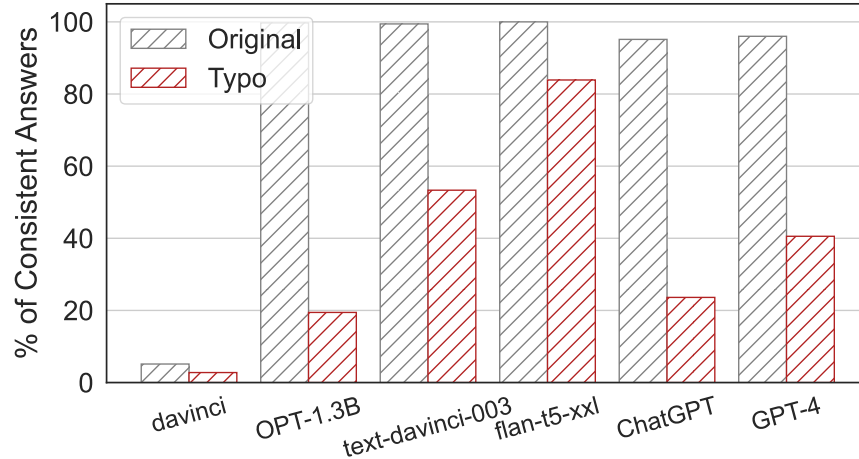 % of Consistent Answers
100
80
60
40
20
0
Original
Typo
davinci
OPT-1.3B
text-davinci-003
flan-t5-xxl
ChatGPT
GPT-4